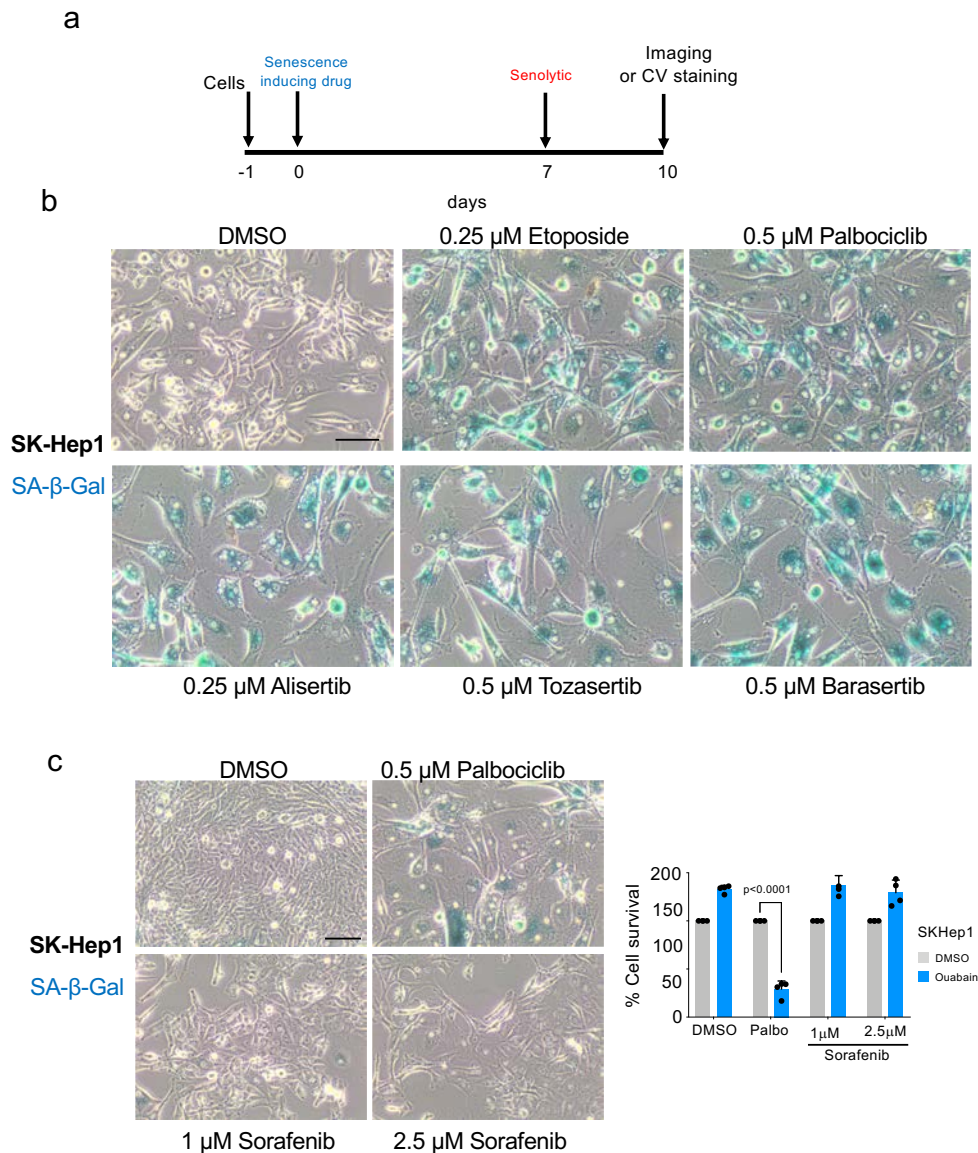 a
Cells
Senescence
inducing drug
Senolytic
Imaging
or CV staining
-1
0
7
10
days
b
DMSO
0.25 µM Etoposide
0.5 µM Palbociclib
SK-Hep1
SA-β-Gal
0.25 µM Alisertib
0.5 µM Tozasertib
0.5 µM Barasertib
c
DMSO
0.5 µM Palbociclib
SK-Hep1
SA-β-Gal
1 µM Sorafenib
2.5 µM Sorafenib
% Cell survival
200
150
100
50
0
p<0.0001
DMSO
Palbo
1µM
2.5µM
Sorafenib
SKHep1
DMSO
Ouabain